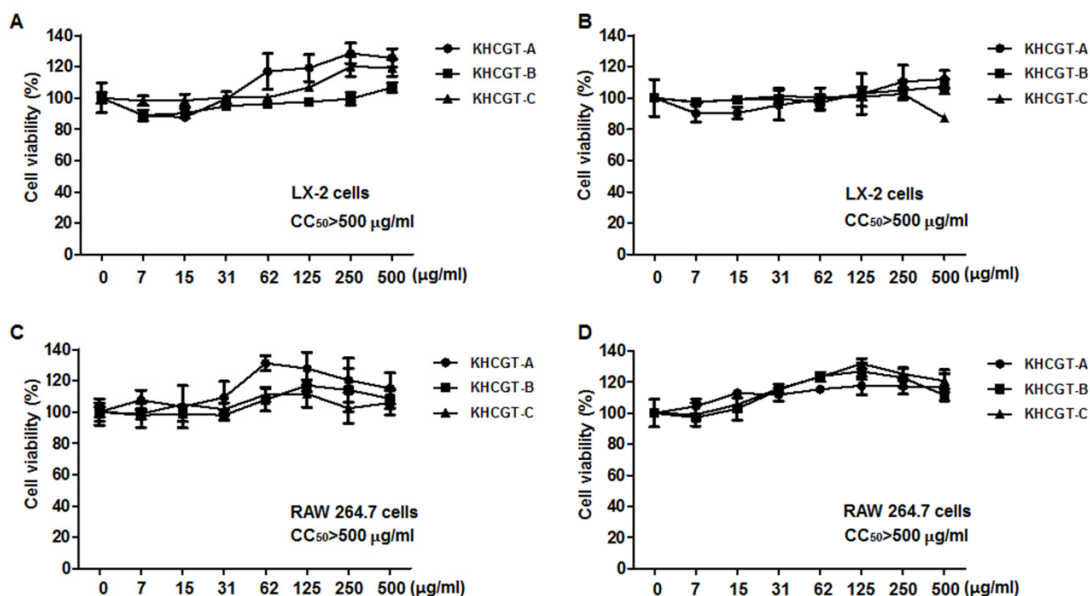 A
Cell viability (%)
140
120
100
80
60
40
20
0
0 7 15 31 62 125 250 500 (μg/ml)
LX-2 cells
CC50>500 μg/ml
KHCGT-A
KHCGT-B
KHCGT-C
B
Cell viability (%)
140
120
100
80
60
40
20
0
0 7 15 31 62 125 250 500 (μg/ml)
LX-2 cells
CC50>500 μg/ml
KHCGT-A
KHCGT-B
KHCGT-C
C
Cell viability (%)
140
120
100
80
60
40
20
0
0 7 15 31 62 125 250 500 (μg/ml)
RAW 264.7 cells
CC50>500 μg/ml
KHCGT-A
KHCGT-B
KHCGT-C
D
Cell viability (%)
140
120
100
80
60
40
20
0
0 7 15 31 62 125 250 500 (μg/ml)
RAW 264.7 cells
CC50>500 μg/ml
KHCGT-A
KHCGT-B
KHCGT-C